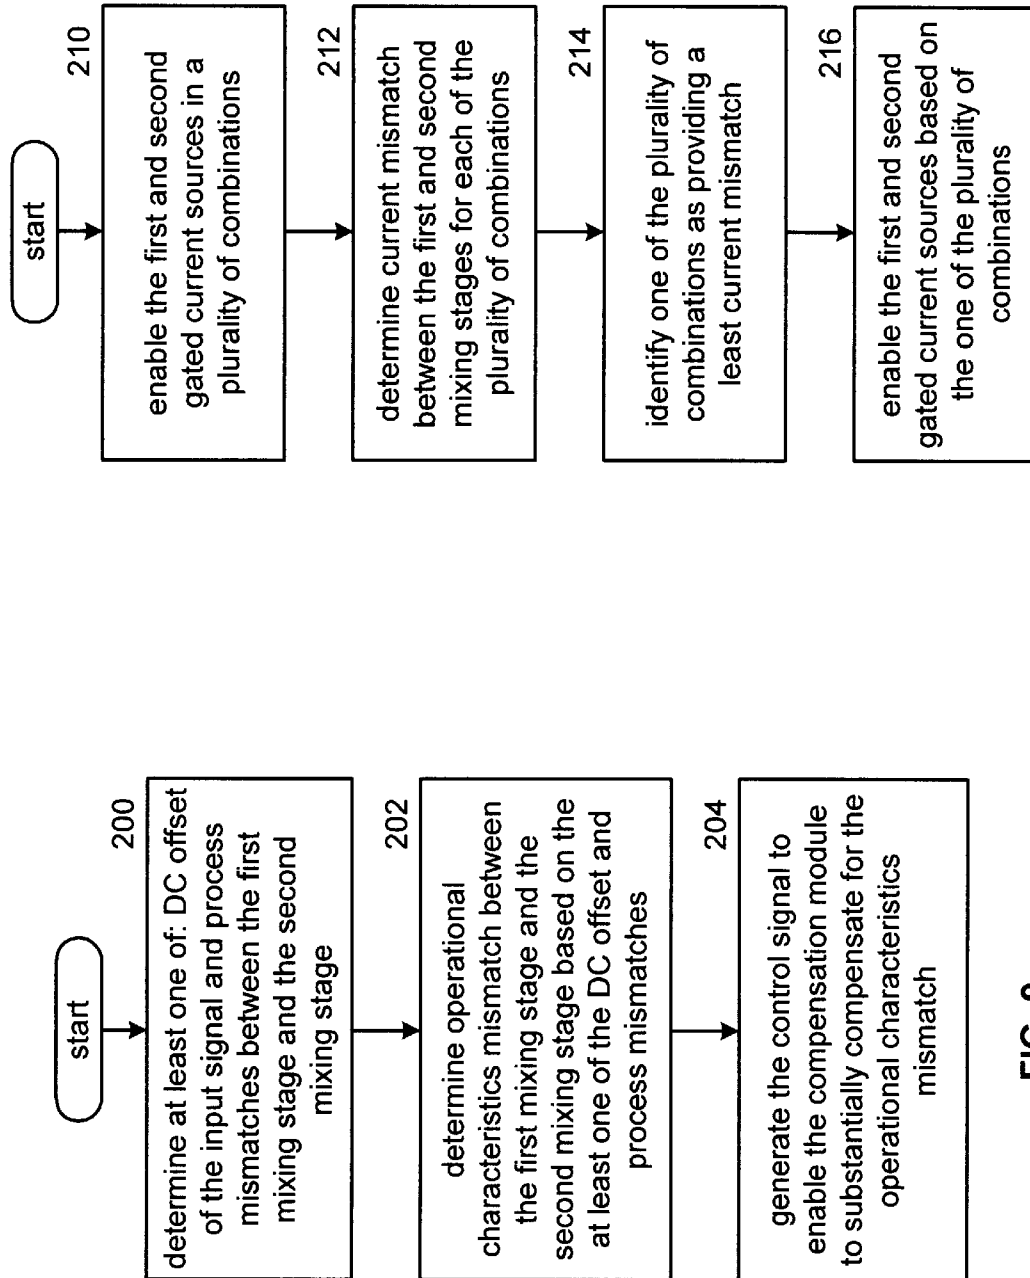 start
200
determine at least one of: DC offset
of the input signal and process
mismatches between the first
mixing stage and the second
mixing stage
202
determine operational
characteristics mismatch between
the first mixing stage and the
second mixing stage based on the
at least one of the DC offset and
process mismatches
204
generate the control signal to
enable the compensation module
to substantially compensate for the
operational characteristics
mismatch
FIG.
start
210
enable the first and second
gated current sources in a
plurality of combinations
212
determine current mismatch
between the first and second
mixing stages for each of the
plurality of combinations
214
identify one of the plurality of
combinations as providing a
least current mismatch
216
enable the first and second
gated current sources based on
the one of the plurality of
combinations